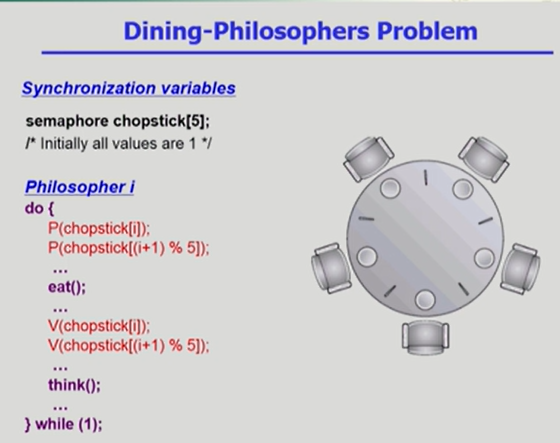 Dining-Philosophers Problem
Synchronization variables
semaphore chopstick[5];
/* Initially all values are 1 */
Philosopher i
do {
P(chopstick[i]);
P(chopstick[(i+1) % 5]);
...
eat();
...
V(chopstick[i]);
V(chopstick[(i+1) % 5]);
...
think();
...
} while (1);